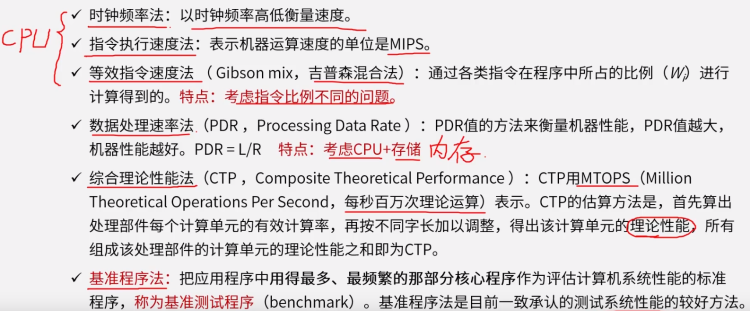 CPU
✓ 时钟频率法：以时钟频率高低衡量速度。
✓ 指令执行速度法：表示机器运算速度的单位是MIPS。
✓ 等效指令速度法（ Gibson mix，吉普森混合法）：通过各类指令在程序中所占的比例（Wᵢ）进行
计算得到的。特点：考虑指令比例不同的问题。
✓ 数据处理速率法（PDR ，Processing Data Rate ）：PDR值的方法来衡量机器性能，PDR值越大，
机器性能越好。PDR = L/R 特点：考虑CPU+存储 内存
✓ 综合理论性能法（CTP ，Composite Theoretical Performance ）：CTP用MTOPS（Million
Theoretical Operations Per Second，每秒百万次理论运算）表示。CTP的估算方法是，首先算出
处理部件每个计算单元的有效计算率，再按不同字长加以调整，得出该计算单元的理论性能，所有
组成该处理部件的计算单元的理论性能之和即为CTP。
✓ 基准程序法：把应用程序中用得最多、最频繁的那部分核心程序作为评估计算机系统性能的标准
程序，称为基准测试程序（benchmark）。基准程序法是目前一致承认的测试系统性能的较好方法。